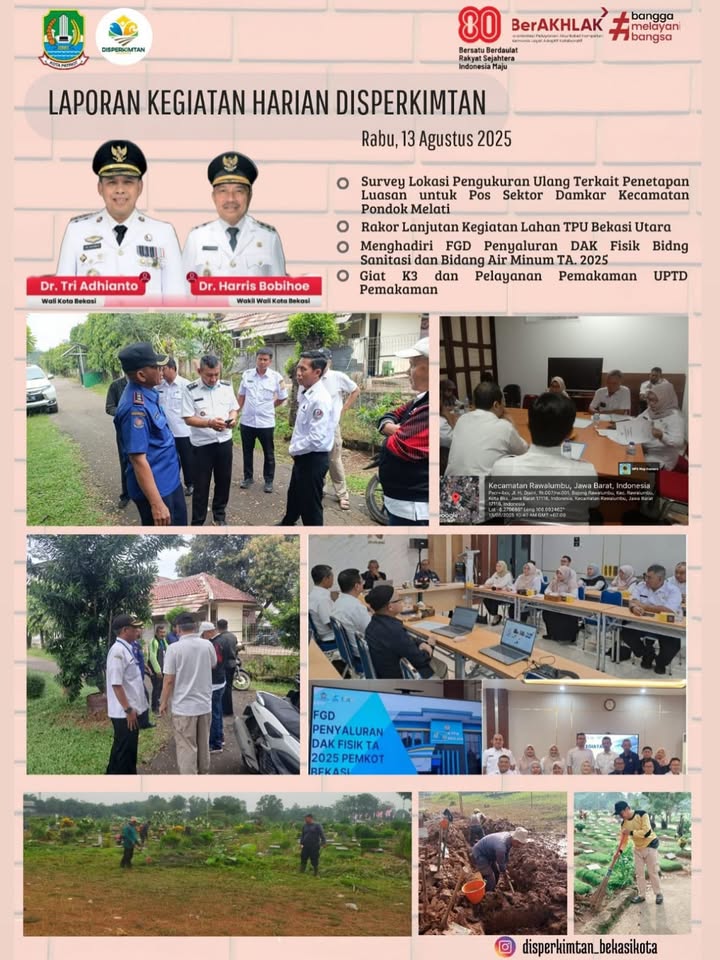 KOTA PATRIOT
DISPERKIMTAN
80
Bersatu Berdaulat
Rakyat Sejahtera
Indonesia Maju
BerAKHLAK
#bangga
melayani
bangsa
LAPORAN KEGIATAN HARIAN DISPERKIMTAN
Rabu, 13 Agustus 2025
Survey Lokasi Pengukuran Ulang Terkait Penetapan
Luasan untuk Pos Sektor Damkar Kecamatan
Pondok Melati
Rakor Lanjutan Kegiatan Lahan TPU Bekasi Utara
Menghadiri FGD Penyaluran DAK Fisik Bidng
Sanitasi dan Bidang Air Minum TA. 2025
Giat K3 dan Pelayanan Pemakaman UPTD
Pemakaman
Dr. Tri Adhianto
Wali Kota Bekasi
Dr. Harris Bobihoe
Wakil Wali Kota Bekasi
Kecamatan Rawalumbu, Jawa Barat, Indonesia
FGD
PENYALURAN
DAK FISIK TA
2025 PEMKOT
BEKASI
disperkimtan_bekasikota